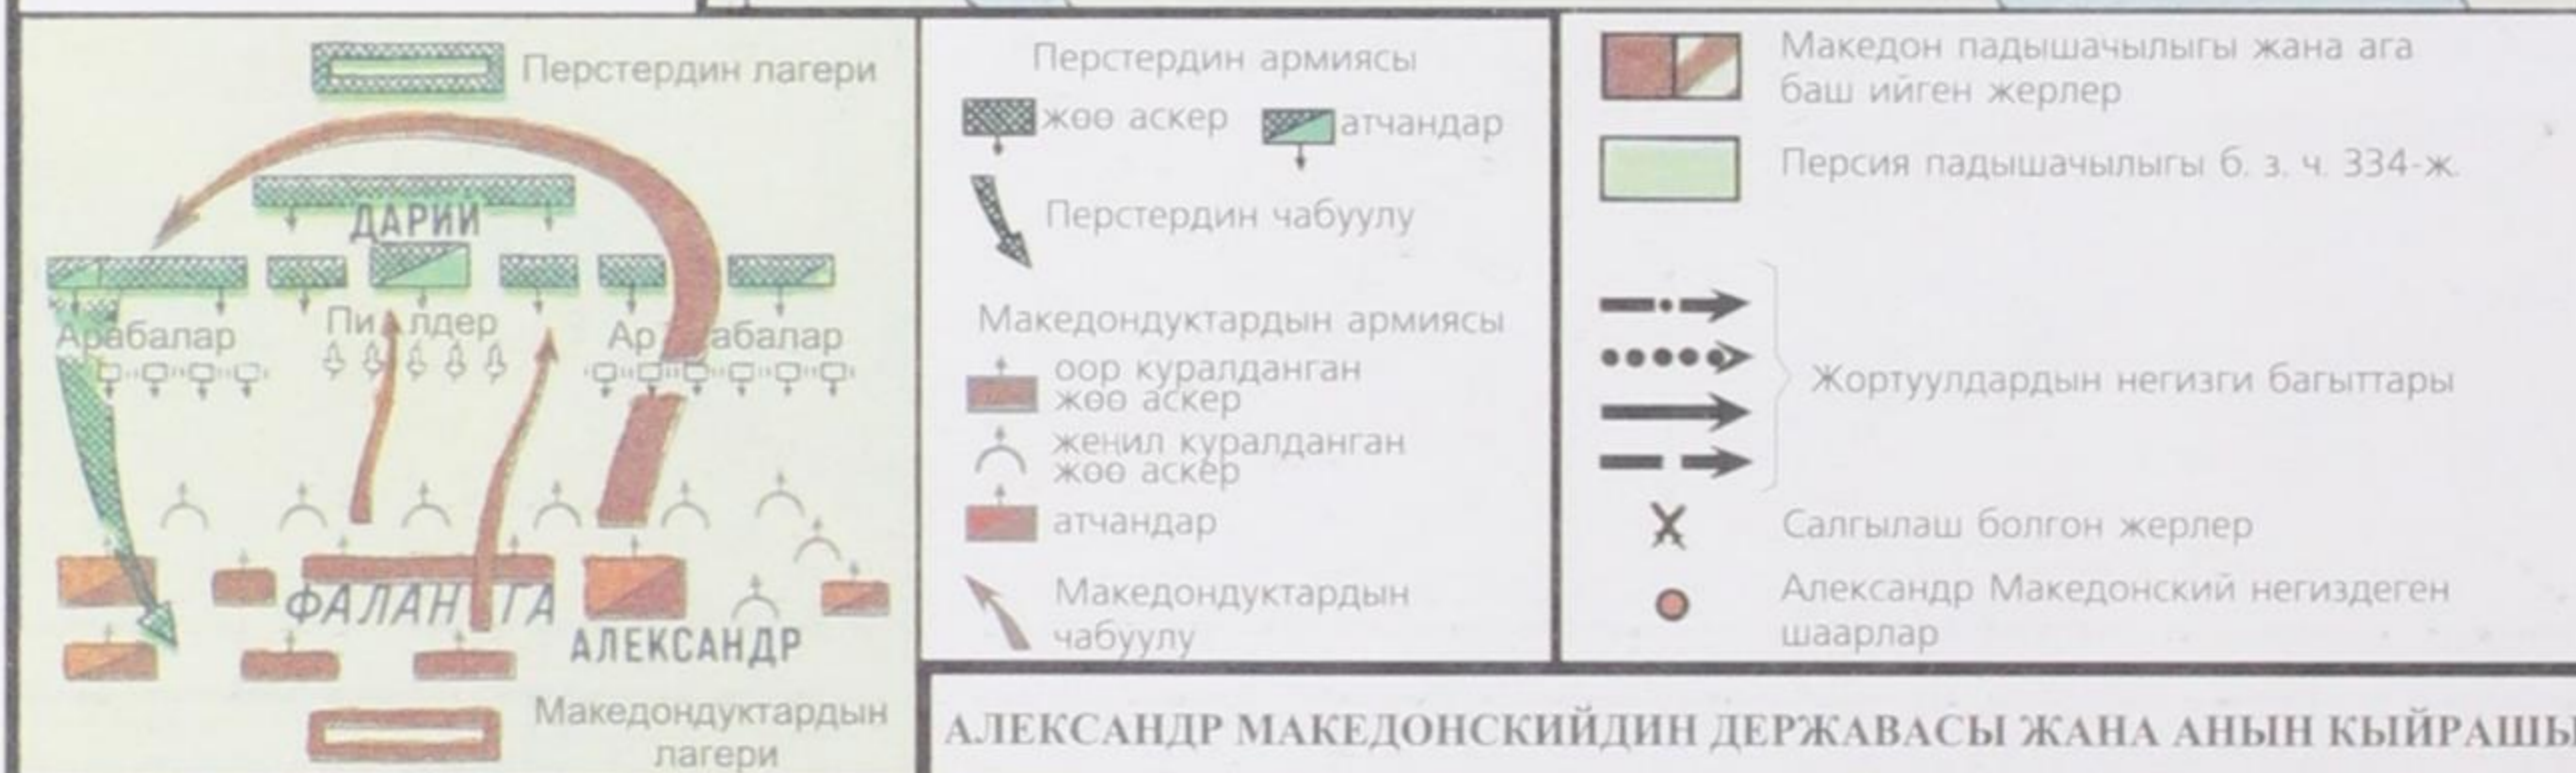 Перстердин лагери
ДАРИЙ
Арабалар
Пи лдер
Ар абалар
ФАЛАН ГА
АЛЕКСАНДР
Македондуктардын
лагери
Перстердин армиясы
жөө аскер
атчандар
Перстердин чабуулу
Македондуктардын армиясы
оор куралданган
жөө аскер
женил куралданган
жөө аскер
атчандар
Македондуктардын
чабуулу
Македон падышачылыгы жана ага
баш ийген жерлер
Персия падышачылыгы б. з. ч. 334-ж.
Жортуулдардын негизги багыттары
Салгылаш болгон жерлер
Александр Македонский негиздеген
шаарлар
АЛЕКСАНДР МАКЕДОНСКИЙДИН ДЕРЖАВАСЫ ЖАНА АНЫН КЫЙРАШЫ